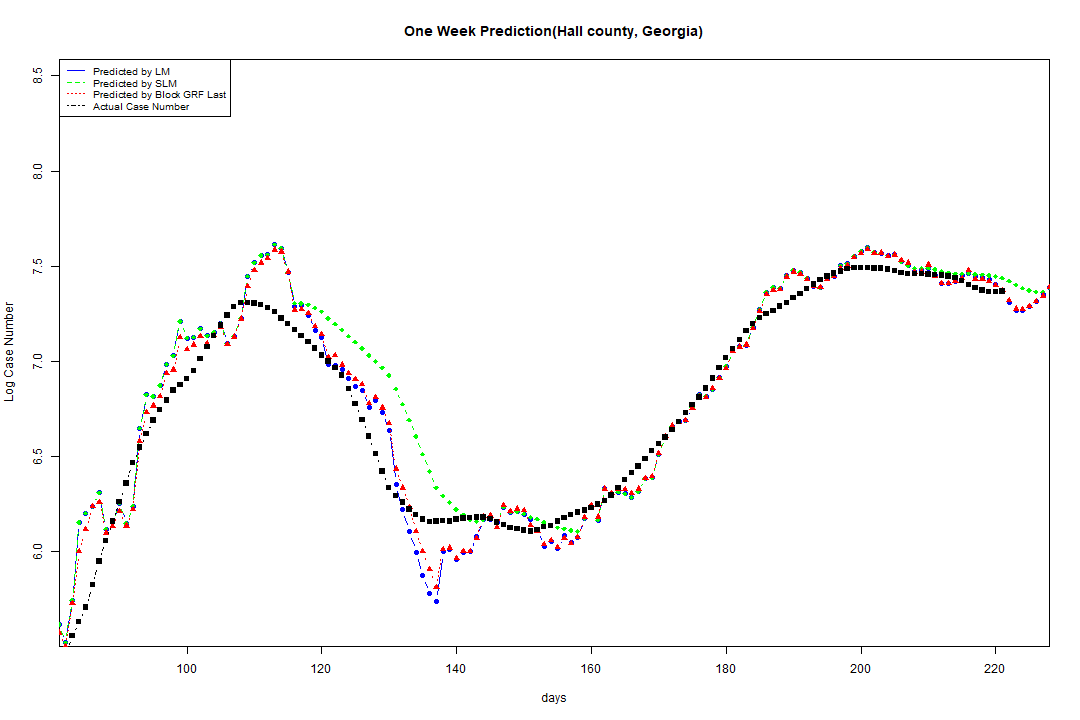 One Week Prediction(Hall county, Georgia)
Predicted by LM
Predicted by SLM
Predicted by Block GRF Last
Actual Case Number
8.5
8.0
7.5
7.0
6.5
6.0
Log Case Number
100 120 140 160 180 200 220
days